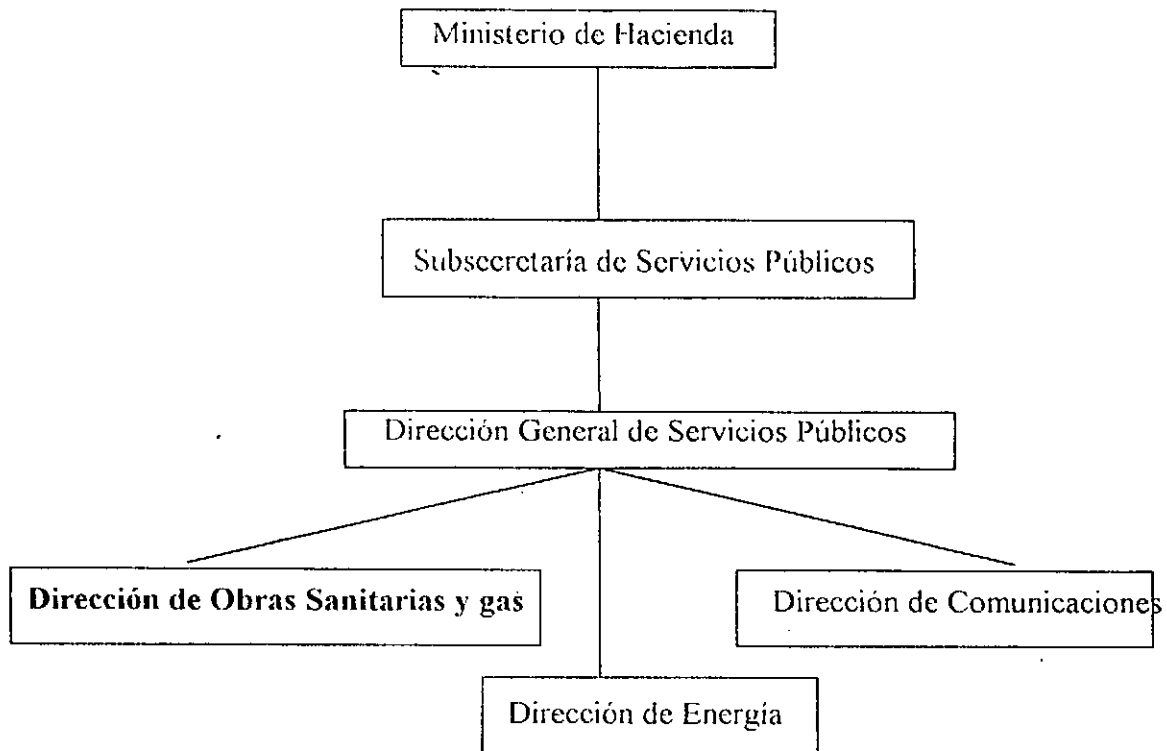 Ministerio de Hacienda
Subsecretaría de Servicios Públicos
Dirección General de Servicios Públicos
Dirección de Obras Sanitarias y gas
Dirección de Comunicaciones
Dirección de Energía